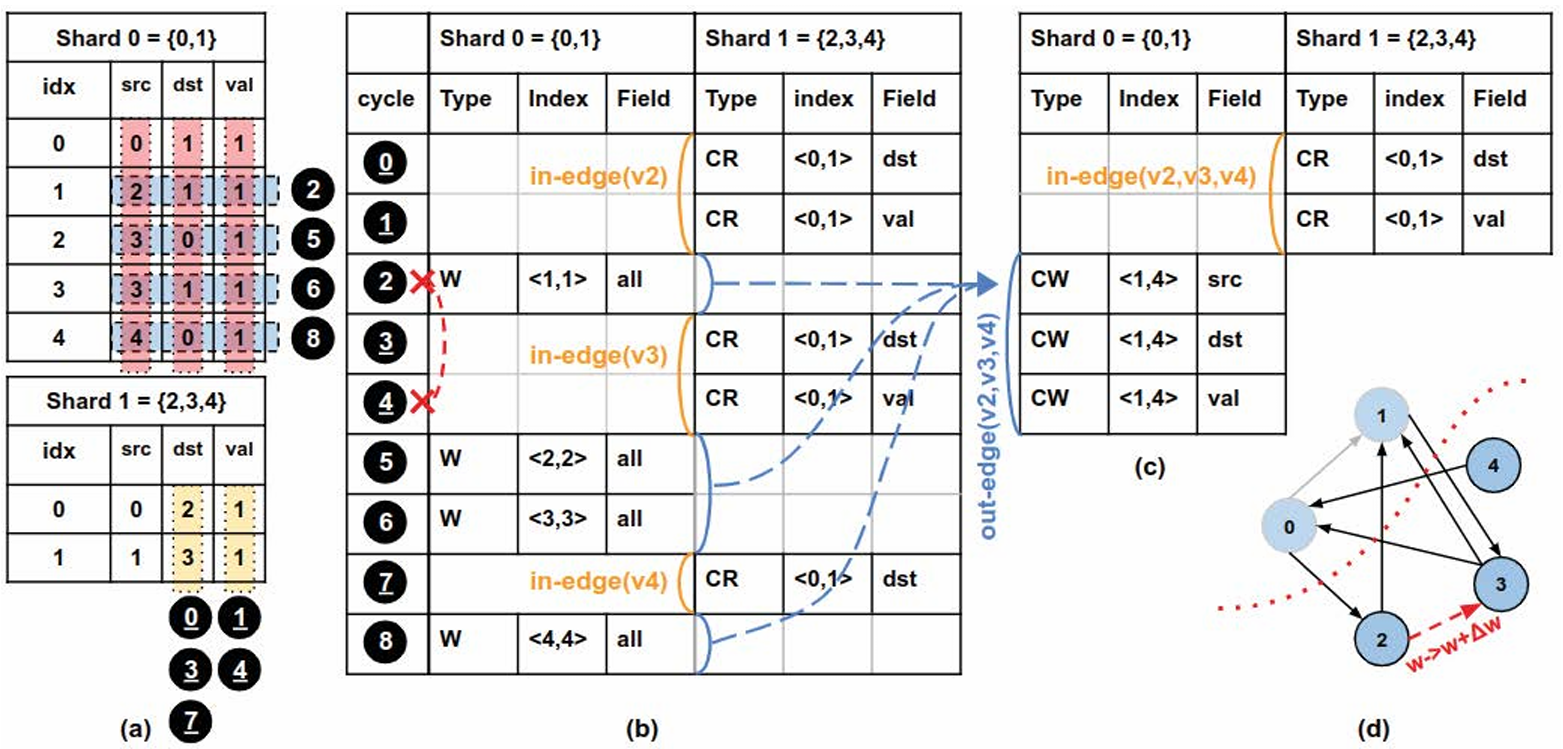 Shard 0 = {0,1}
idx src dst val
0 0 1 1
1 2 1 1 2
2 3 0 1 5
3 3 1 1 6
4 4 0 1 8
Shard 1 = {2,3,4}
idx src dst val
0 0 2 1
1 1 3 1
0 1
3 4
7
(a)
Shard 0 = {0,1} Shard 1 = {2,3,4}
cycle Type Index Field Type index Field
0 in-edge(v2) CR <0,1> dst
1 CR <0,1> val
2 W <1,1> all
3 in-edge(v3) CR <0,1> dst
4 CR <0,1> val
5 W <2,2> all
6 W <3,3> all
7 in-edge(v4) CR <0,1> dst
8 W <4,4> all
(b)
out-edge(v2,v3,v4)
Shard 0 = {0,1} Shard 1 = {2,3,4}
Type Index Field Type index Field
in-edge(v2,v3,v4) CR <0,1> dst
CR <0,1> val
CW <1,4> src
CW <1,4> dst
CW <1,4> val
(c)
1
4
0
3
2
w->w+Δw
(d)